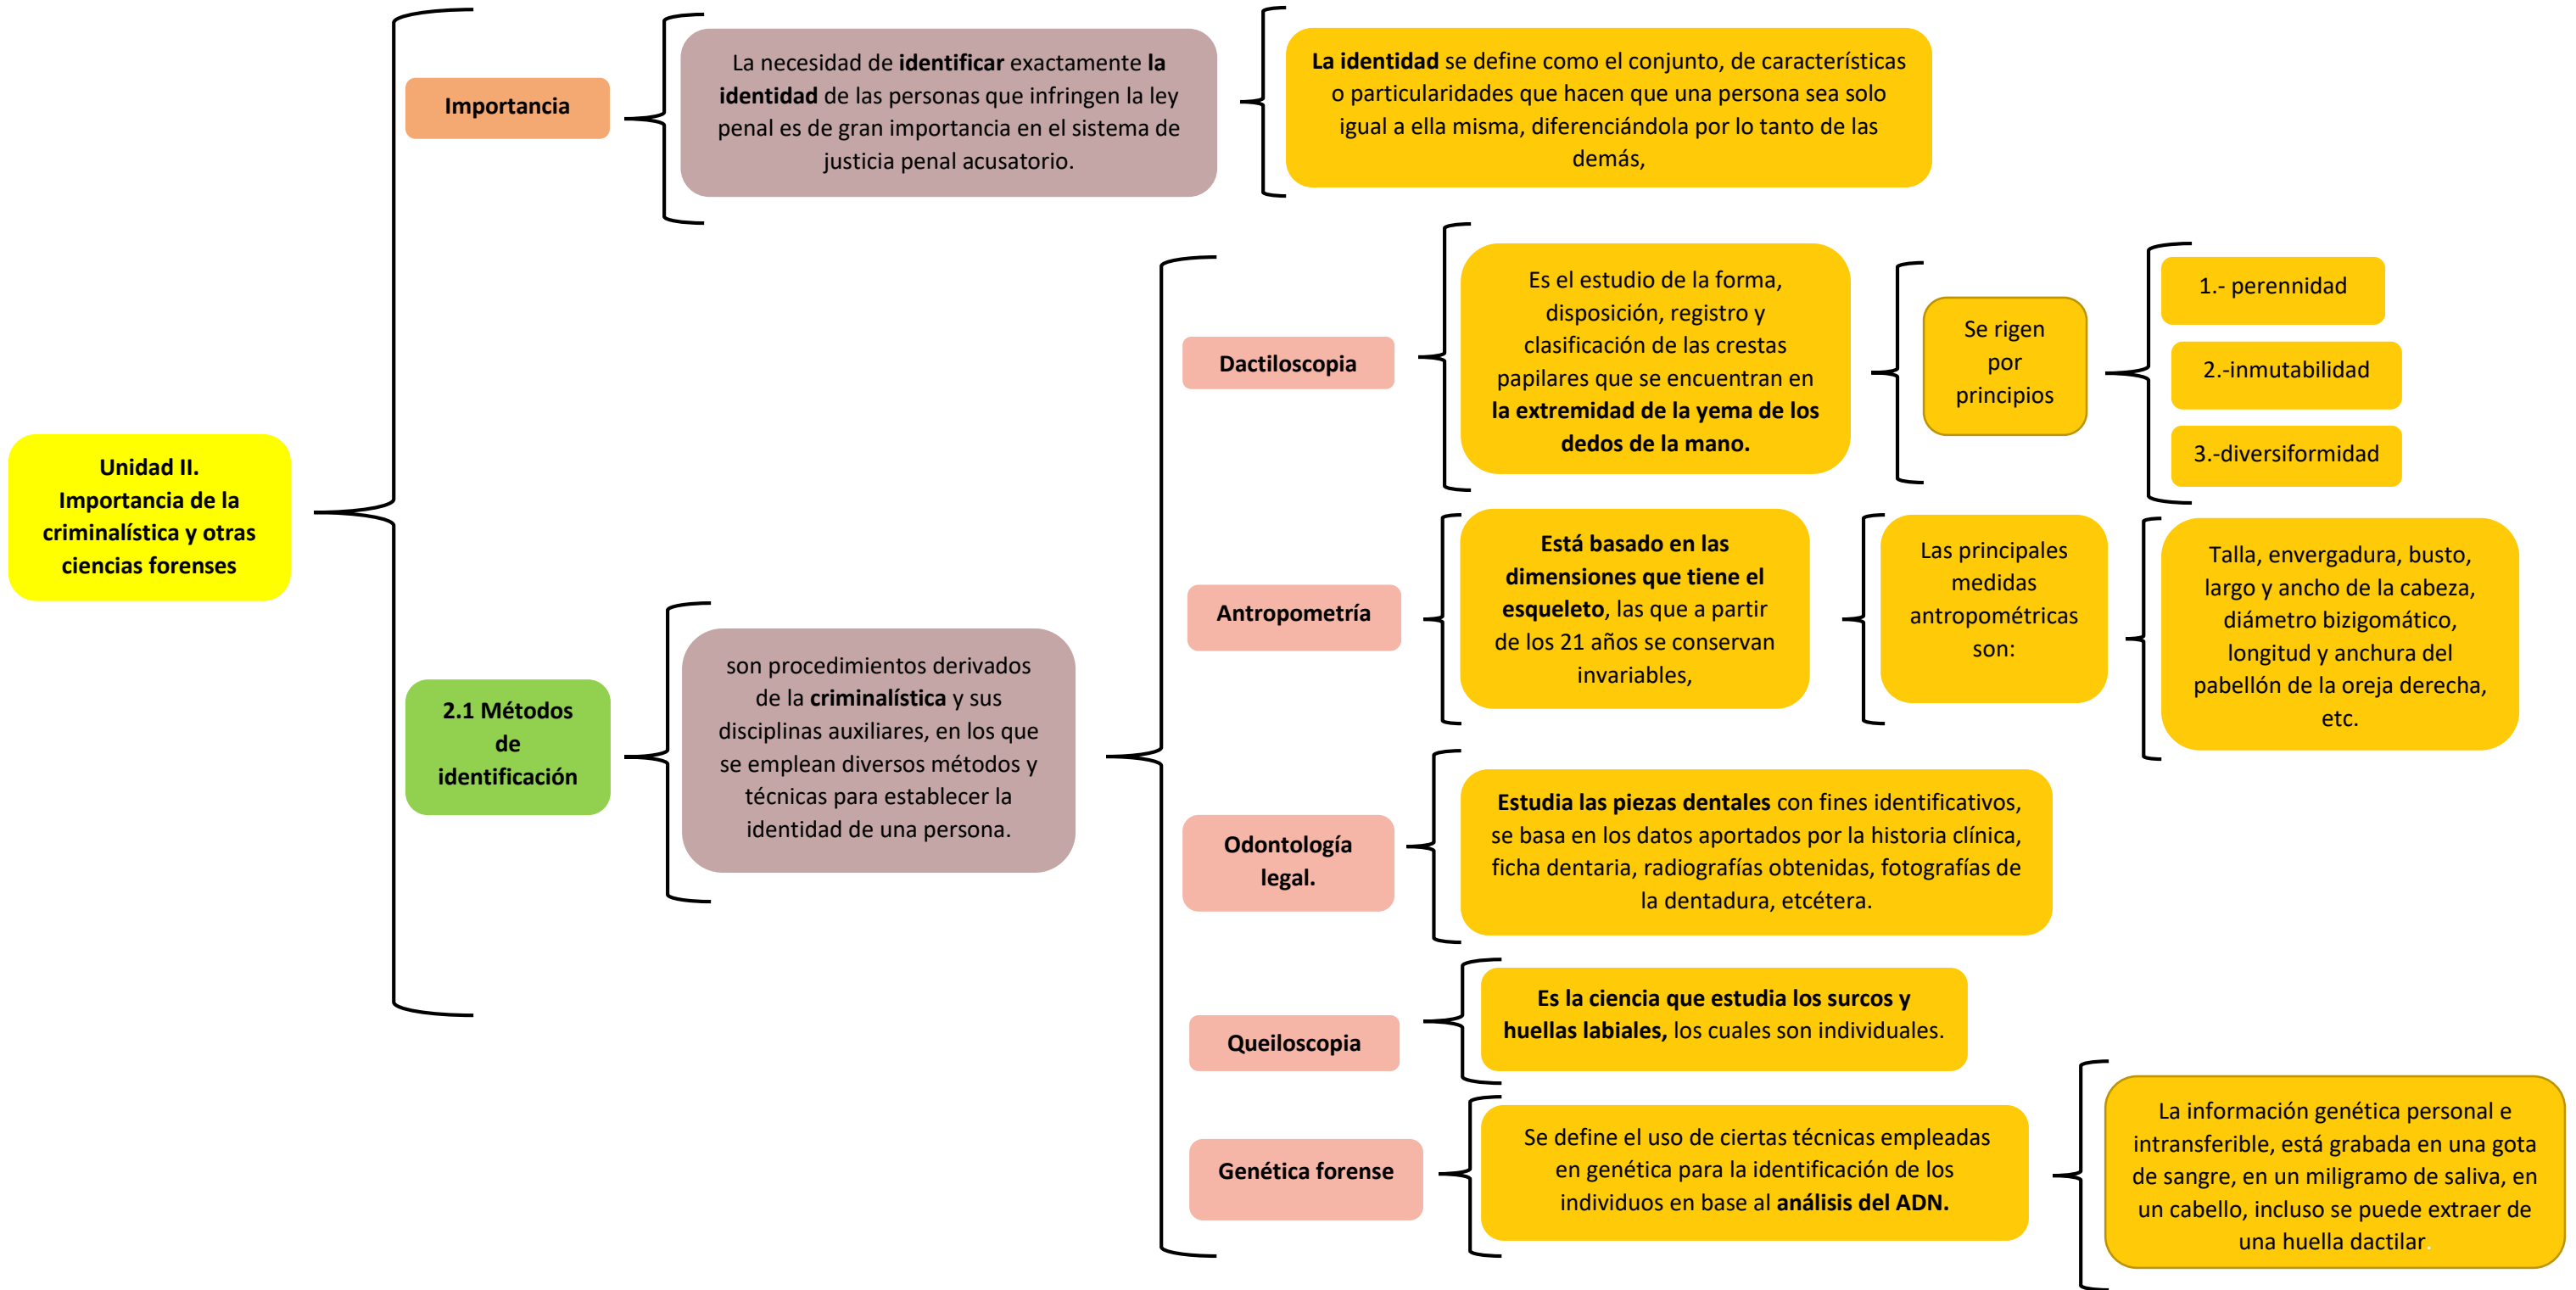 Unidad II.
Importancia de la
criminalística y otras
ciencias forenses
Importancia
La necesidad de identificar exactamente la
identidad de las personas que infringen la ley
penal es de gran importancia en el sistema de
justicia penal acusatorio.
La identidad se define como el conjunto, de características
o particularidades que hacen que una persona sea solo
igual a ella misma, diferenciándola por lo tanto de las
demás,
2.1 Métodos
de
identificación
son procedimientos derivados
de la criminalística y sus
disciplinas auxiliares, en los que
se emplean diversos métodos y
técnicas para establecer la
identidad de una persona.
Dactiloscopia
Es el estudio de la forma,
disposición, registro y
clasificación de las crestas
papilares que se encuentran en
la extremidad de la yema de los
dedos de la mano.
Se rigen
por
principios
1.- perennidad
2.-inmutabilidad
3.-diversiformidad
Antropometría
Está basado en las
dimensiones que tiene el
esqueleto, las que a partir
de los 21 años se conservan
invariables,
Las principales
medidas
antropométricas
son:
Talla, envergadura, busto,
largo y ancho de la cabeza,
diámetro bizigomático,
longitud y anchura del
pabellón de la oreja derecha,
etc.
Odontología
legal.
Estudia las piezas dentales con fines identificativos,
se basa en los datos aportados por la historia clínica,
ficha dentaria, radiografías obtenidas, fotografías de
la dentadura, etcétera.
Queiloscopia
Es la ciencia que estudia los surcos y
huellas labiales, los cuales son individuales.
Genética forense
Se define el uso de ciertas técnicas empleadas
en genética para la identificación de los
individuos en base al análisis del ADN.
La información genética personal e
intransferible, está grabada en una gota
de sangre, en un miligramo de saliva, en
un cabello, incluso se puede extraer de
una huella dactilar.